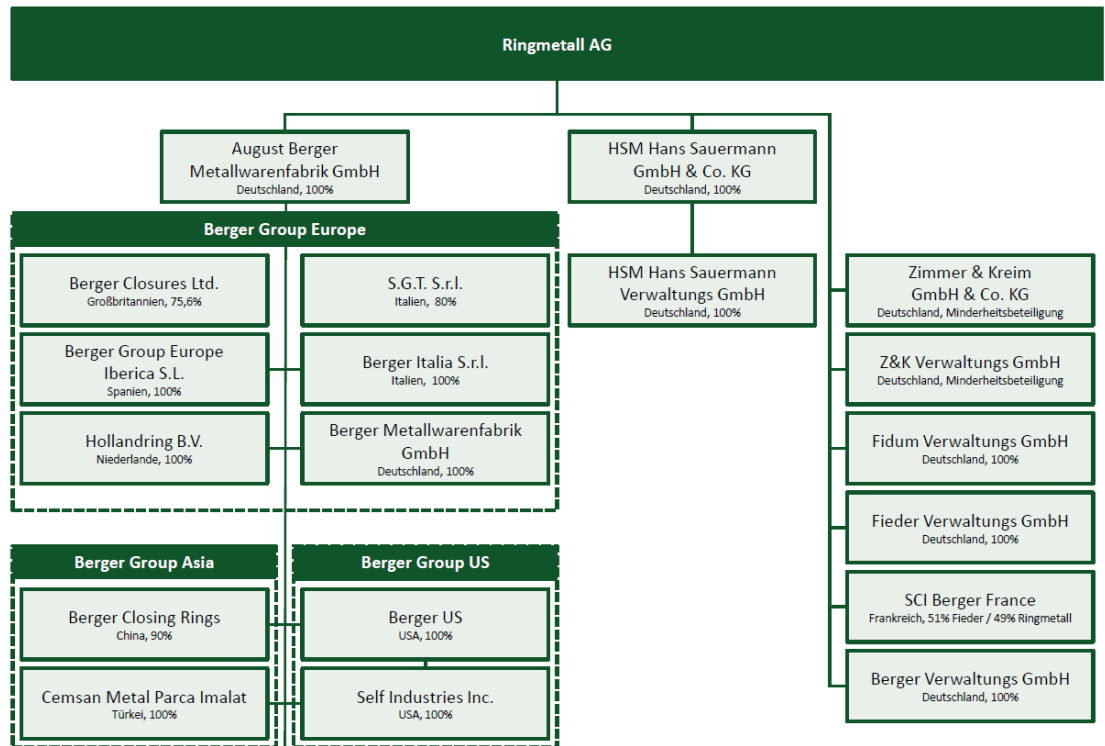 Ringmetall AG
August Berger
Metallwarenfabrik GmbH
Deutschland, 100%
HSM Hans Sauermann
GmbH & Co. KG
Deutschland, 100%
Berger Group Europe
Berger Closures Ltd.
Großbritannien, 75,6%
S.G.T. S.r.l.
Italien, 80%
HSM Hans Sauermann
Verwaltungs GmbH
Deutschland, 100%
Zimmer & Kreim
GmbH & Co. KG
Deutschland, Minderheitsbeteiligung
Berger Group Europe
Iberica S.L.
Spanien, 100%
Berger Italia S.r.l.
Italien, 100%
Z&K Verwaltungs GmbH
Deutschland, Minderheitsbeteiligung
Hollandring B.V.
Niederlande, 100%
Berger Metallwarenfabrik
GmbH
Deutschland, 100%
Fidum Verwaltungs GmbH
Deutschland, 100%
Fieder Verwaltungs GmbH
Deutschland, 100%
Berger Group Asia
Berger Group US
Berger Closing Rings
China, 90%
Berger US
USA, 100%
SCI Berger France
Frankreich, 51% Fieder / 49% Ringmetall
Cemsan Metal Parca Imalat
Türkei, 100%
Self Industries Inc.
USA, 100%
Berger Verwaltungs GmbH
Deutschland, 100%